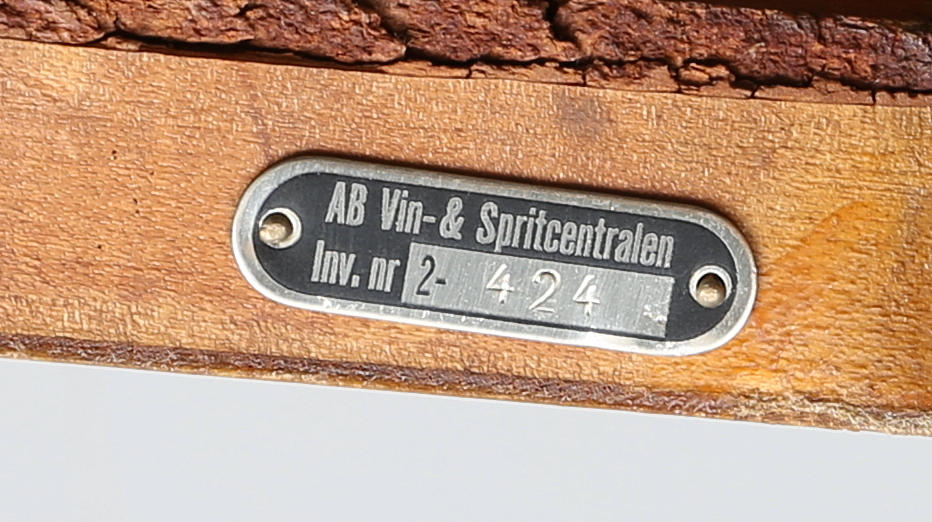 AB Vin- & Spritcentralen
Inv. nr 2- 424